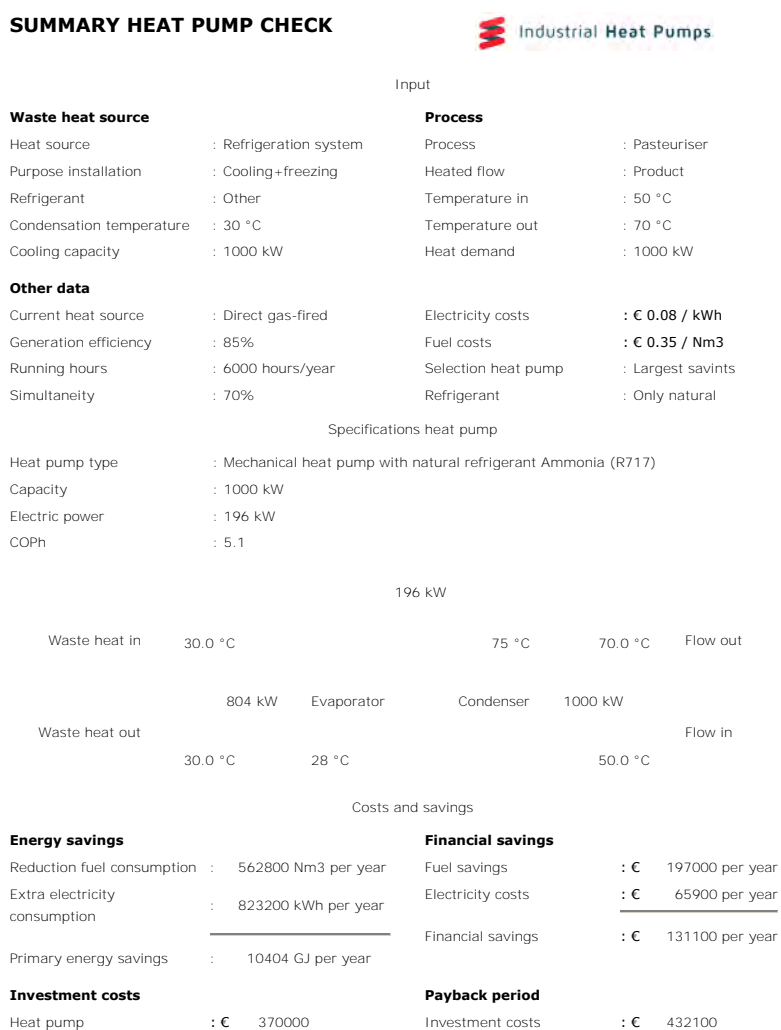 SUMMARY HEAT PUMP CHECK
Industrial Heat Pumps
Input
Waste heat source Process
Heat source : Refrigeration system Process : Pasteuriser
Purpose installation : Cooling+freezing Heated flow : Product
Refrigerant : Other Temperature in : 50 °C
Condensation temperature : 30 °C Temperature out : 70 °C
Cooling capacity : 1000 kW Heat demand : 1000 kW
Other data
Current heat source : Direct gas-fired Electricity costs : € 0.08 / kWh
Generation efficiency : 85% Fuel costs : € 0.35 / Nm3
Running hours : 6000 hours/year Selection heat pump : Largest savints
Simultaneity : 70% Refrigerant : Only natural
Specifications heat pump
Heat pump type : Mechanical heat pump with natural refrigerant Ammonia (R717)
Capacity : 1000 kW
Electric power : 196 kW
COPh : 5.1
196 kW
Waste heat in 30.0 °C 75 °C 70.0 °C Flow out
804 kW Evaporator Condenser 1000 kW
Waste heat out Flow in
30.0 °C 28 °C 50.0 °C
Costs and savings
Energy savings Financial savings
Reduction fuel consumption : 562800 Nm3 per year Fuel savings : € 197000 per year
Extra electricity consumption : 823200 kWh per year Electricity costs : € 65900 per year
Financial savings : € 131100 per year
Primary energy savings : 10404 GJ per year
Investment costs Payback period
Heat pump : € 370000 Investment costs : € 432100